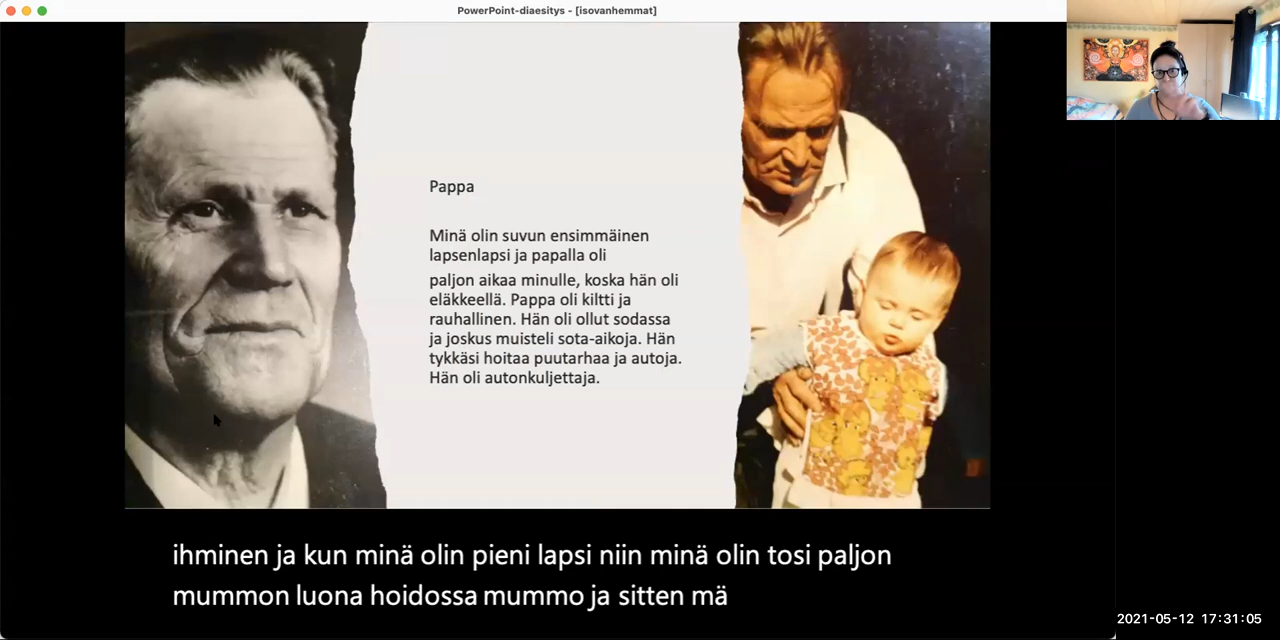 PowerPoint-diaesitys - [isovanhemmat]
Pappa
Minä olin suvun ensimmäinen
lapsenlapsi ja papalla oli
paljon aikaa minulle, koska hän oli
eläkkeellä. Pappa oli kiltti ja
rauhallinen. Hän oli ollut sodassa
ja joskus muisteli sota-aikoja. Hän
tykkäsi hoitaa puutarhaa ja autoja.
Hän oli autonkuljettaja.
ihminen ja kun minä olin pieni lapsi niin minä olin tosi paljon
mummon luona hoidossa mummo ja sitten mä
2021-05-12 17:31:05